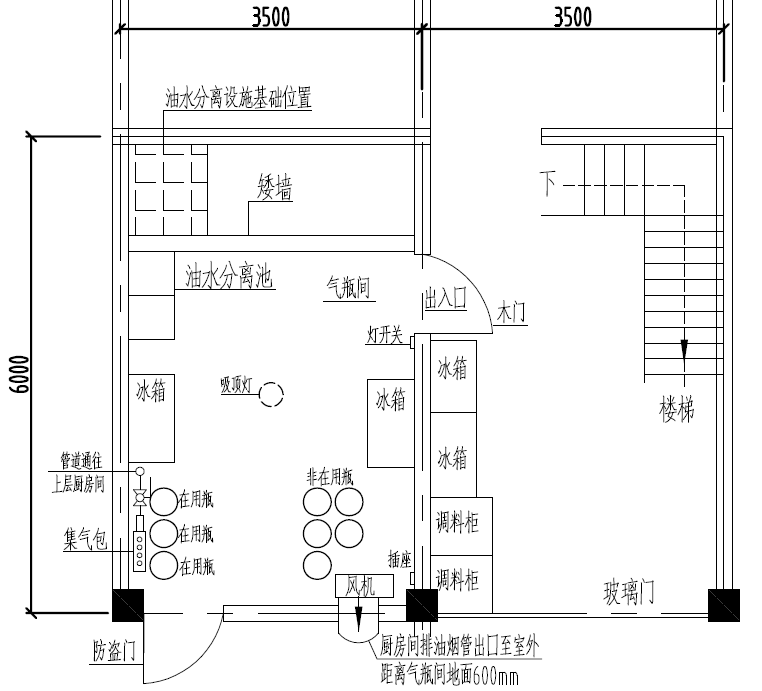 3500
3500
油水分离设施基础位置
矮墙
下
油水分离池
气瓶间
出入口
木门
灯开关
6000
冰箱
吸顶灯
冰箱
冰箱
楼梯
管道通往
上层厨房间
冰箱
非在用瓶
在用瓶
集气包
在用瓶
调料柜
在用瓶
插座
风机
调料柜
玻璃门
防盗门
厨房间排油烟管出口至室外
距离气瓶间地面600mm